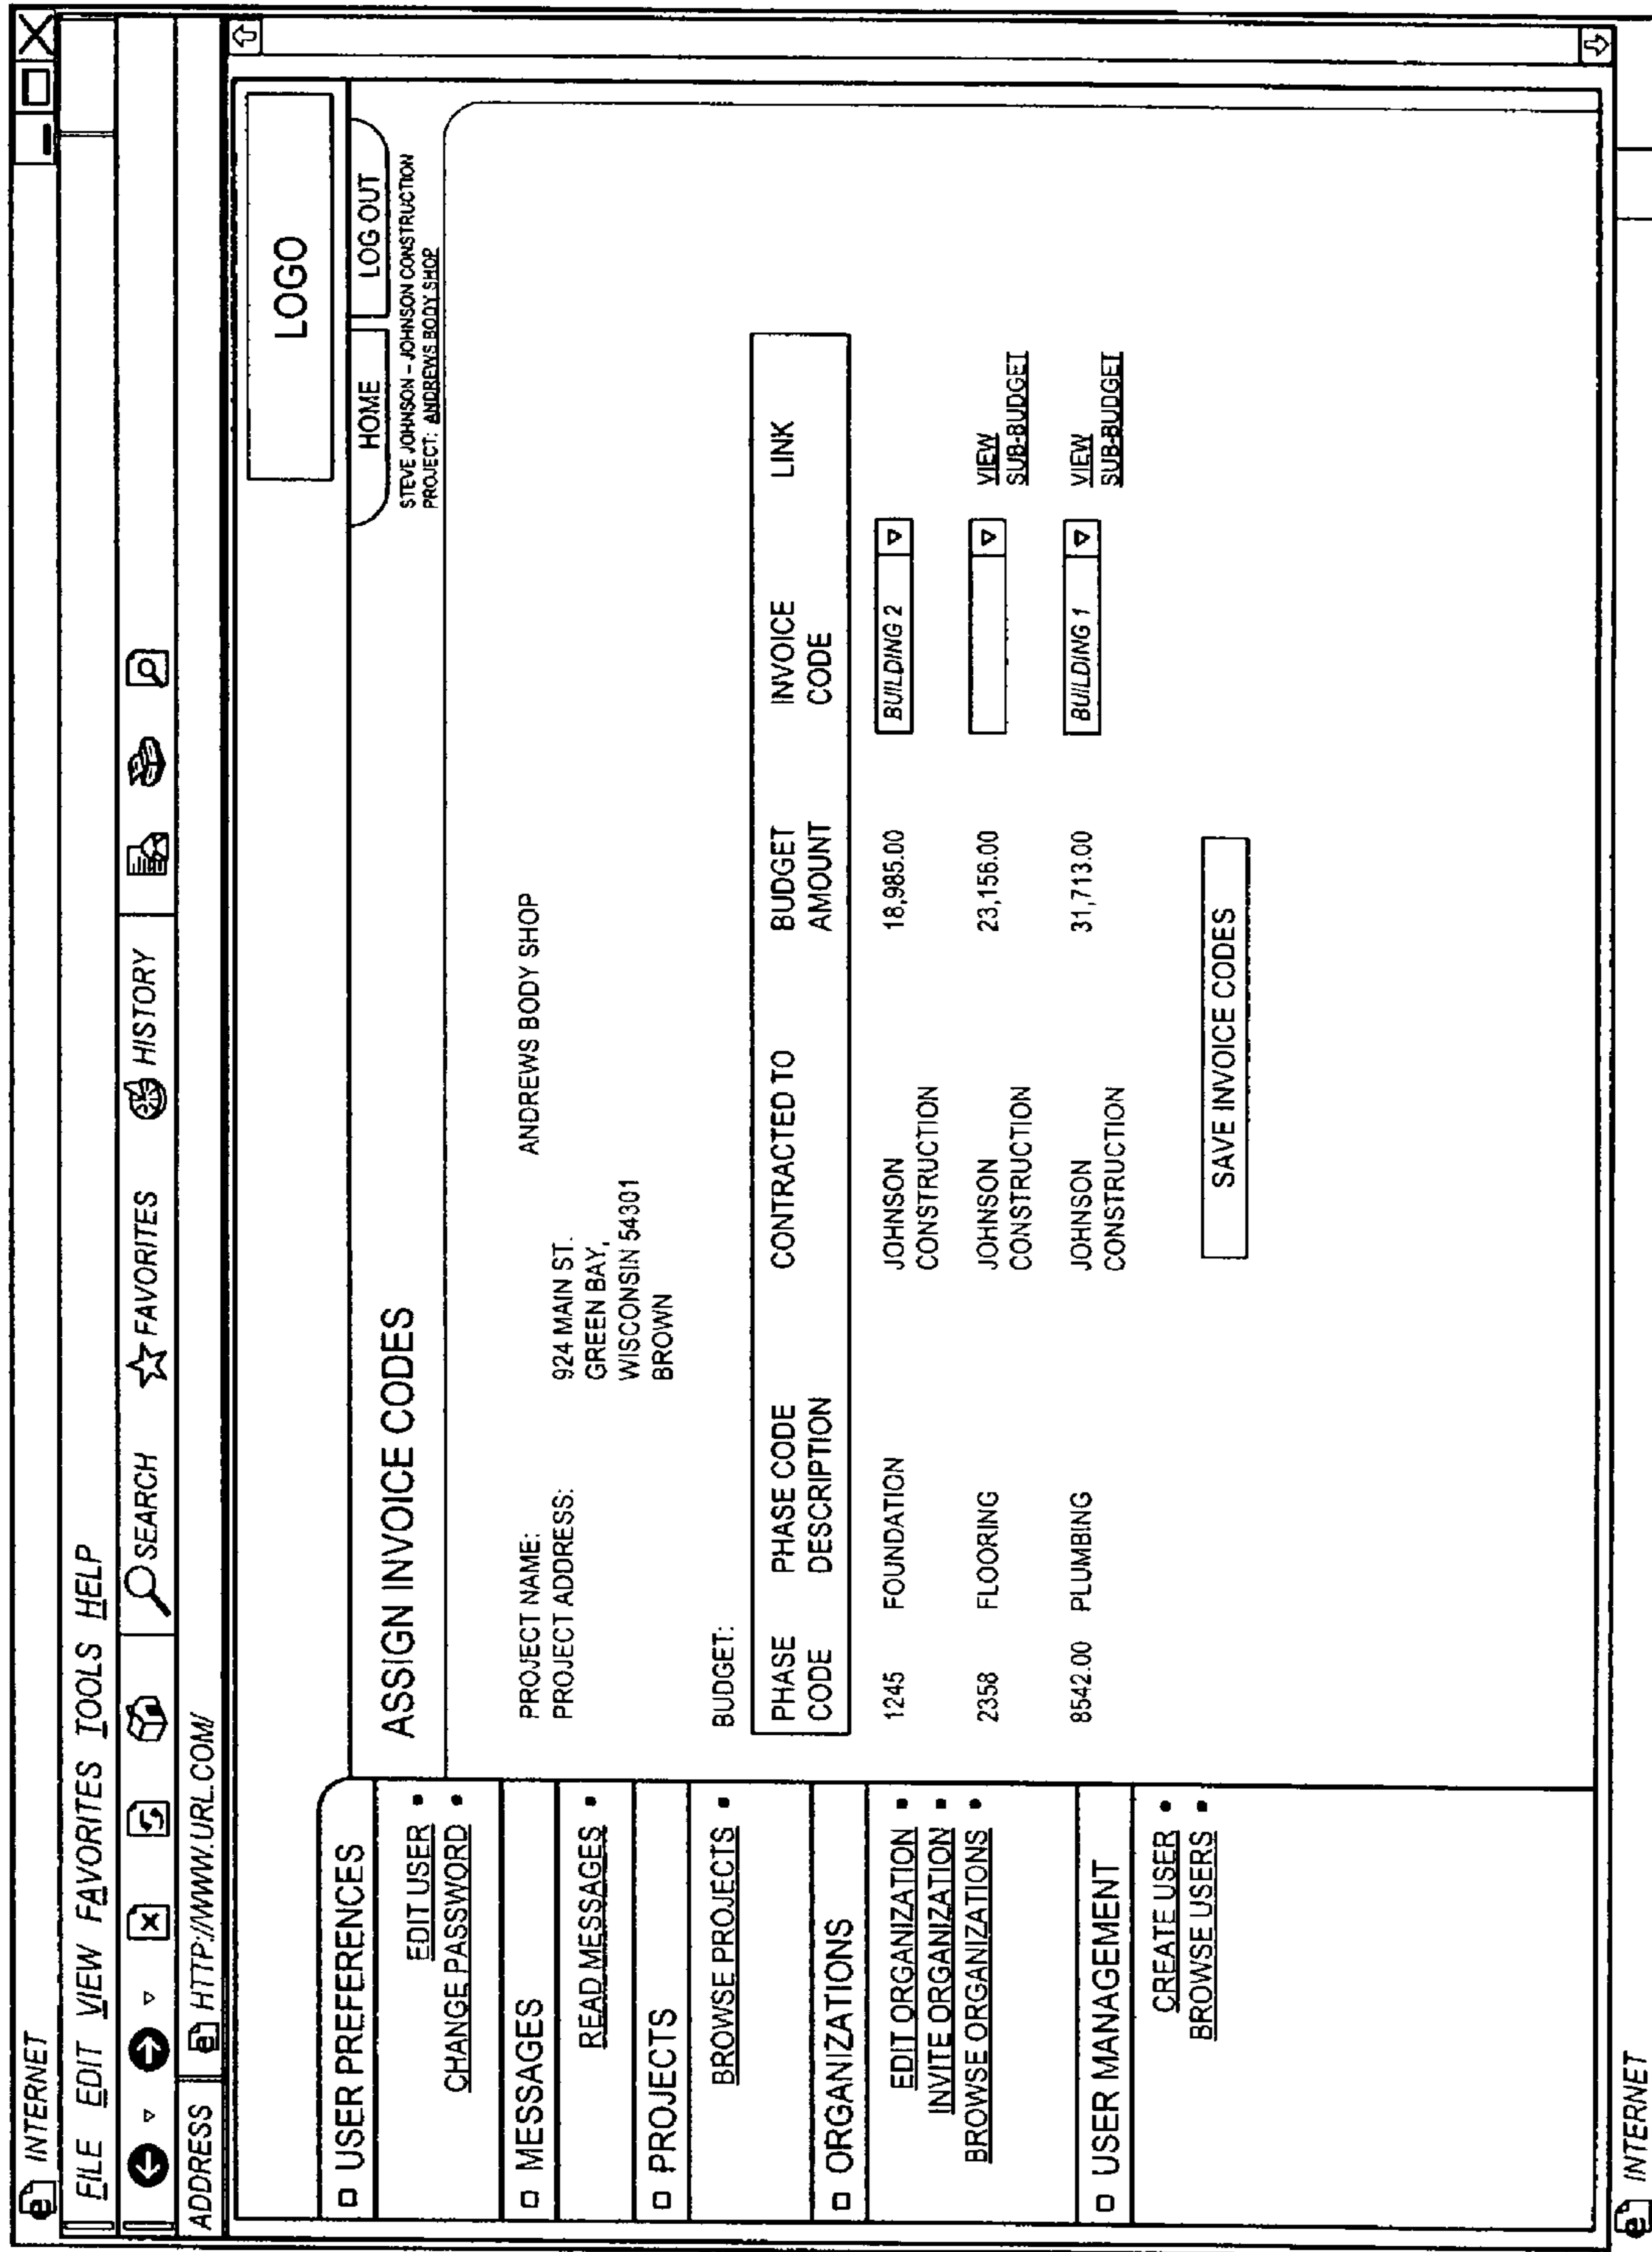 INTERNET
FILE EDIT VIEW FAVORITES TOOLS HELP
SEARCH FAVORITES HISTORY
ADDRESS HTTP://WWW.URL.COM/
LOGO
HOME LOG OUT
STEVE JOHNSON - JOHNSON CONSTRUCTION
PROJECT: ANDREWS BODY SHOP
USER PREFERENCES
EDIT USER
CHANGE PASSWORD
MESSAGES
READ MESSAGES
PROJECTS
BROWSE PROJECTS
ORGANIZATIONS
EDIT ORGANIZATION
INVITE ORGANIZATION
BROWSE ORGANIZATIONS
USER MANAGEMENT
CREATE USER
BROWSE USERS
ASSIGN INVOICE CODES
PROJECT NAME: ANDREWS BODY SHOP
PROJECT ADDRESS: 924 MAIN ST.
GREEN BAY,
WISCONSIN 54301
BROWN
BUDGET:
PHASE PHASE CODE CONTRACTED TO BUDGET INVOICE LINK
CODE DESCRIPTION AMOUNT CODE
1245 FOUNDATION JOHNSON 18,985.00 BUILDING 2
CONSTRUCTION
2358 FLOORING JOHNSON 23,156.00 VIEW
CONSTRUCTION SUB-BUDGET
8542.00 PLUMBING JOHNSON 31,713.00 BUILDING 1 VIEW
CONSTRUCTION SUB-BUDGET
SAVE INVOICE CODES
INTERNET